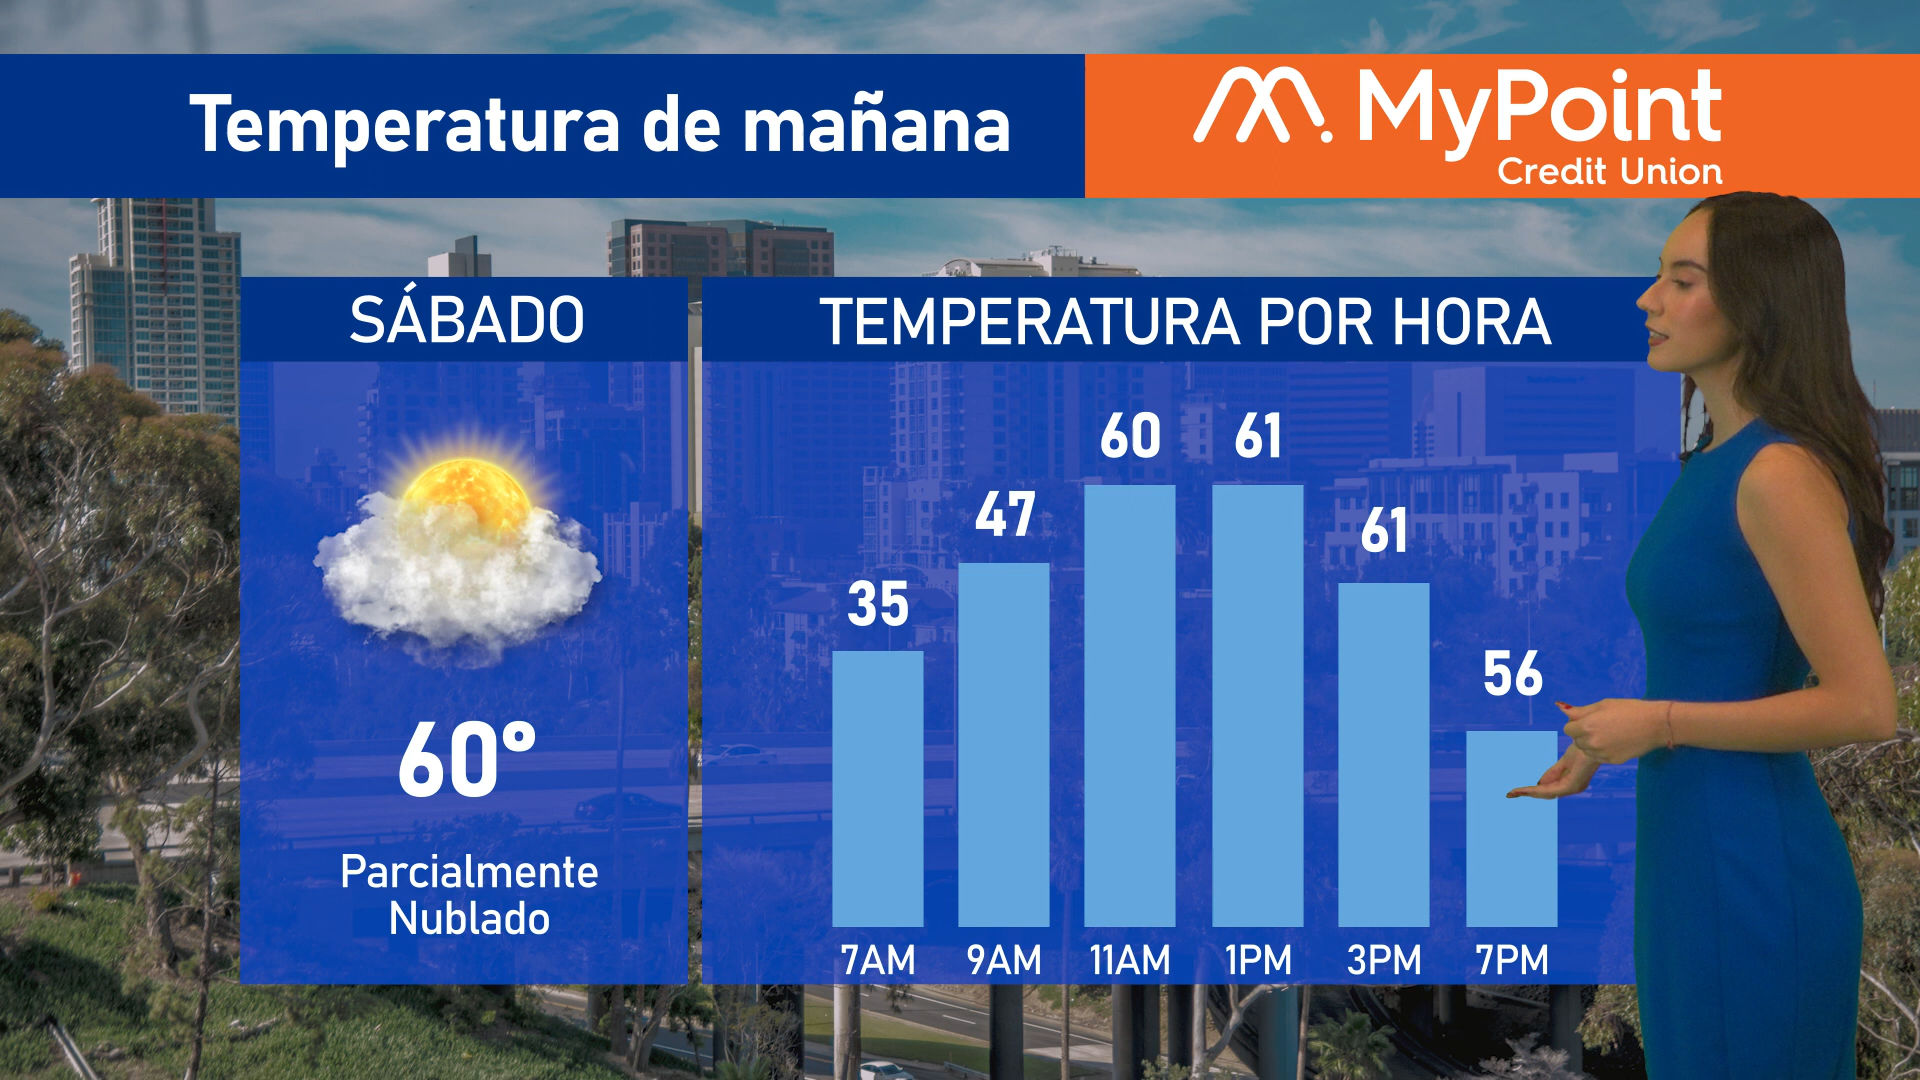 Temperatura de mañana
MyPoint
Credit Union
SÁBADO
60°
Parcialmente
Nublado
TEMPERATURA POR HORA
35 47 60 61 61 56
7AM 9AM 11AM 1PM 3PM 7PM